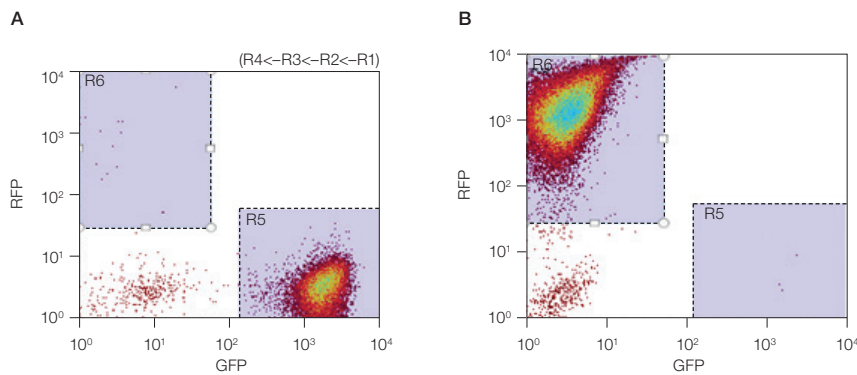 A
(R4<–R3<–R2<–R1)
10⁴
R6
10³
RFP
10²
R5
10¹
10⁰
10⁰ 10¹ 10² 10³ 10⁴
GFP
B
10⁴
R6
10³
RFP
10²
R5
10¹
10⁰
10⁰ 10¹ 10² 10³ 10⁴
GFP